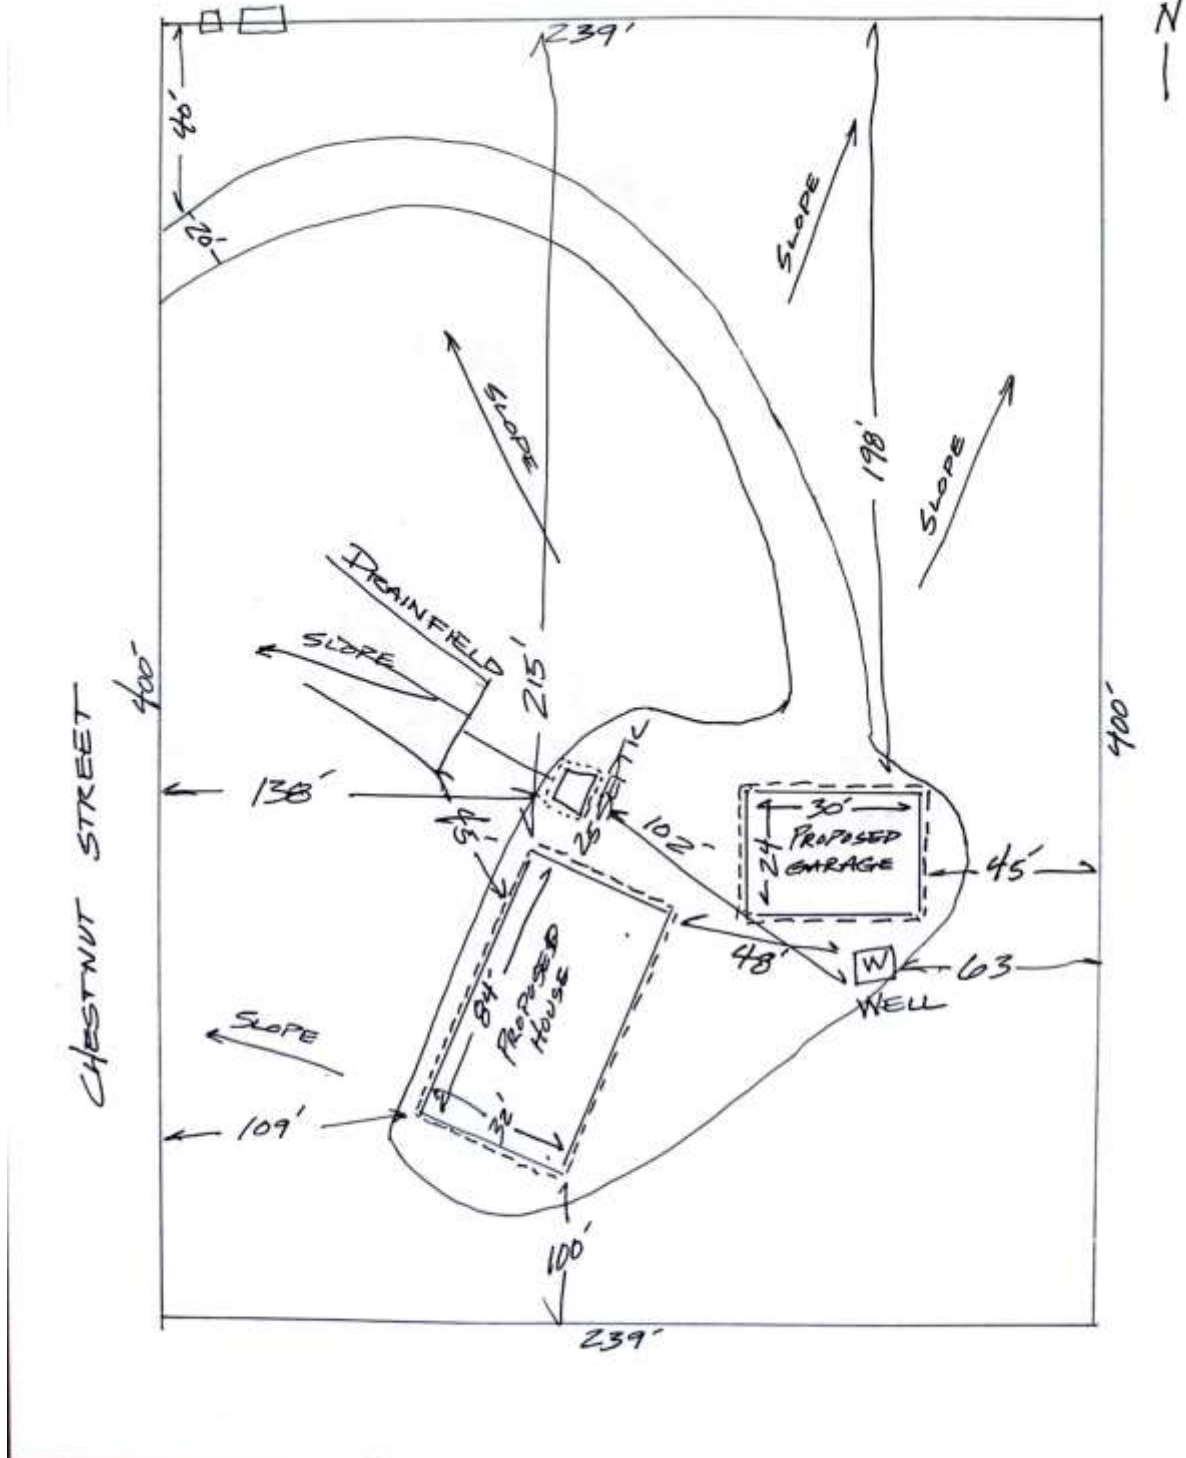 N
239'
40'
20'
SLOPE
SLOPE
198'
SLOPE
SLOPE
DRAINFIELD
SLOPE
215'
400'
400'
CHESTNUT STREET
138'
25'
102'
30'
24'
PROPOSED
GARAGE
45'
48'
W
63
WELL
84'
PROPOSED
HOUSE
32'
SLOPE
109'
100'
239'